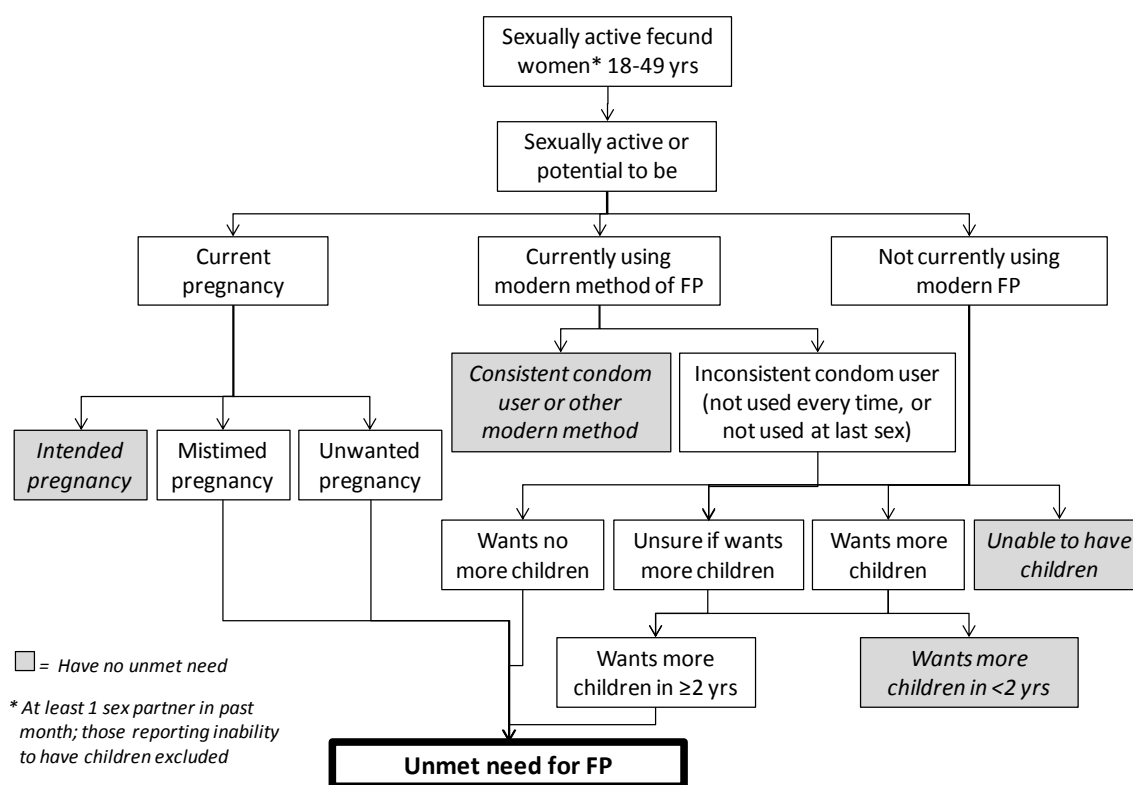 Sexually active fecund
women* 18-49 yrs
Sexually active or
potential to be
Current
pregnancy
Currently using
modern method of FP
Not currently using
modern FP
Consistent condom
user or other
modern method
Inconsistent condom user
(not used every time, or
not used at last sex)
Intended
pregnancy
Mistimed
pregnancy
Unwanted
pregnancy
Wants no
more children
Unsure if wants
more children
Wants more
children
Unable to have
children
Wants more
children in ≥2 yrs
Wants more
children in <2 yrs
= Have no unmet need
* At least 1 sex partner in past
month; those reporting inability
to have children excluded
Unmet need for FP